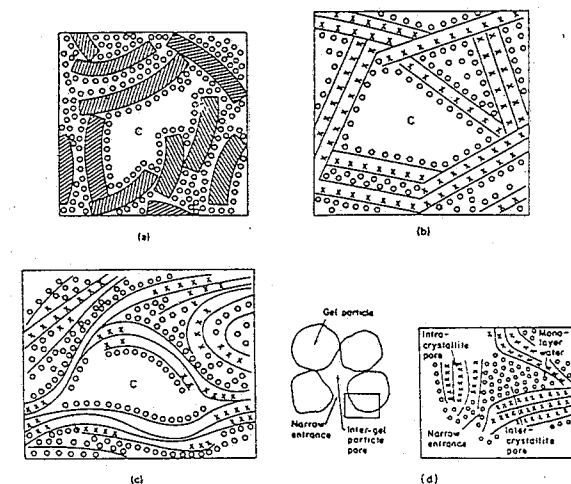 C
(a)
C
(b)
C
(c)
Gel particle
Narrow
entrance
Inter-gel
particle
pore
Intra-
crystallite
pore
Mono-
layer
water
Narrow
entrance
Inter-
crystallite
pore
(d)